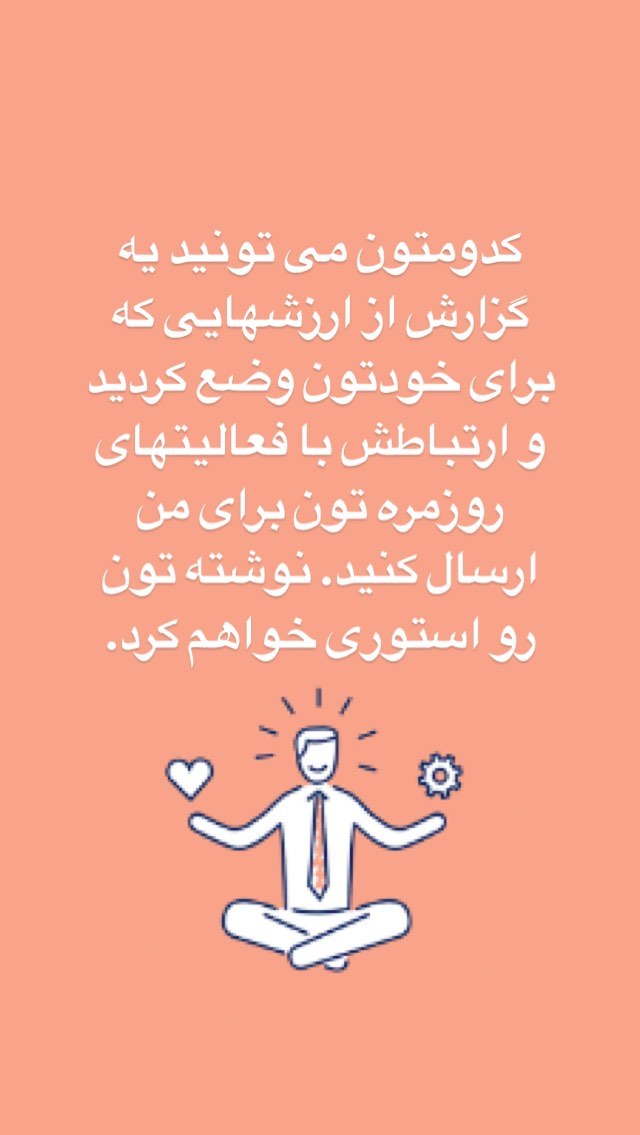 کدومتون می تونید یه
گزارش از ارزشهایی که
برای خودتون وضع کردید
و ارتباطش با فعالیتهای
روزمره تون برای من
ارسال کنید. نوشته تون
رو استوری خواهم کرد.